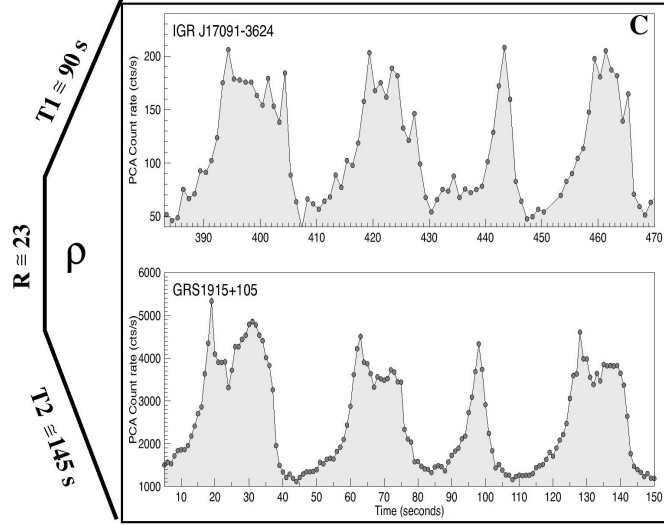 C
IGR J17091-3624
PCA Count rate (cts/s)
200
150
100
50
390 400 410 420 430 440 450 460 470
T1 ≅ 90 s
R ≅ 23
ρ
T2 ≅ 145 s
GRS1915+105
PCA Count rate (cts/s)
6000
5000
4000
3000
2000
1000
10 20 30 40 50 60 70 80 90 100 110 120 130 140 150
Time (seconds)